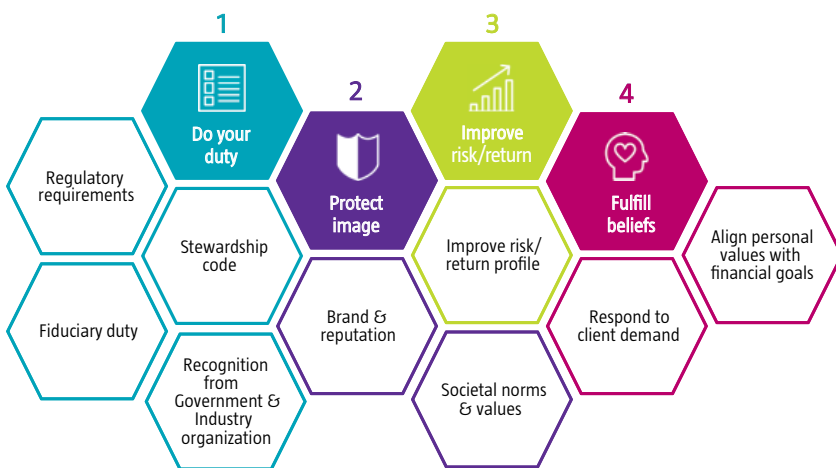 1
Do your
duty
Regulatory
requirements
Stewardship
code
Fiduciary duty
Recognition
from
Government &
Industry
organization
2
Protect
image
Brand &
reputation
Societal norms
& values
3
Improve
risk/return
Improve risk/
return profile
4
Fulfill
beliefs
Respond to
client demand
Align personal
values with
financial goals